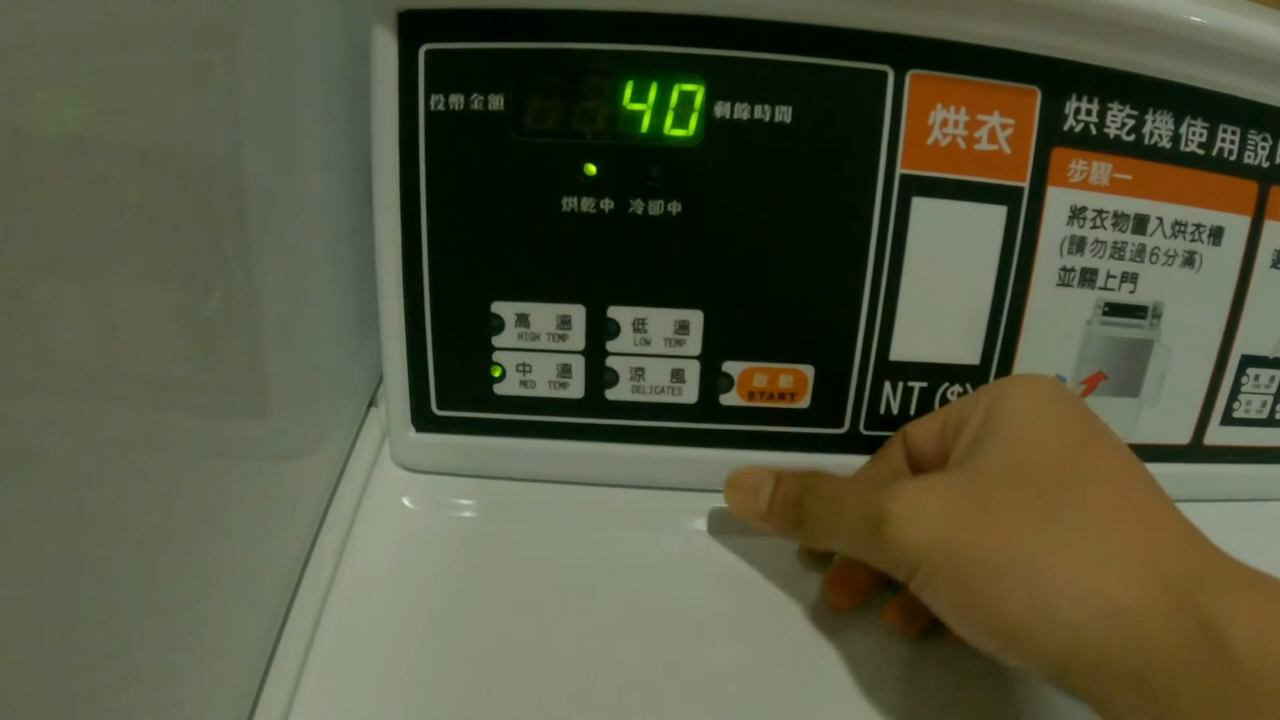 投幣金額 40 剩餘時間
烘乾中 冷卻中
高溫
HIGH TEMP
低溫
LOW TEMP
中溫
MED TEMP
涼風
DELICATES
啟動
START
烘衣
NT ($)
烘乾機使用說
步驟一
將衣物置入烘衣槽
(請勿超過6分滿)
並關上門